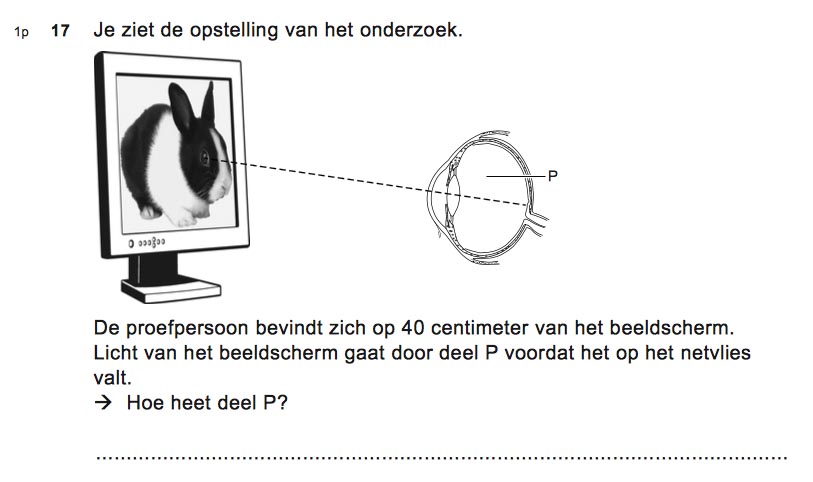 1p 17 Je ziet de opstelling van het onderzoek.
P
De proefpersoon bevindt zich op 40 centimeter van het beeldscherm.
Licht van het beeldscherm gaat door deel P voordat het op het netvlies
valt.
→ Hoe heet deel P?